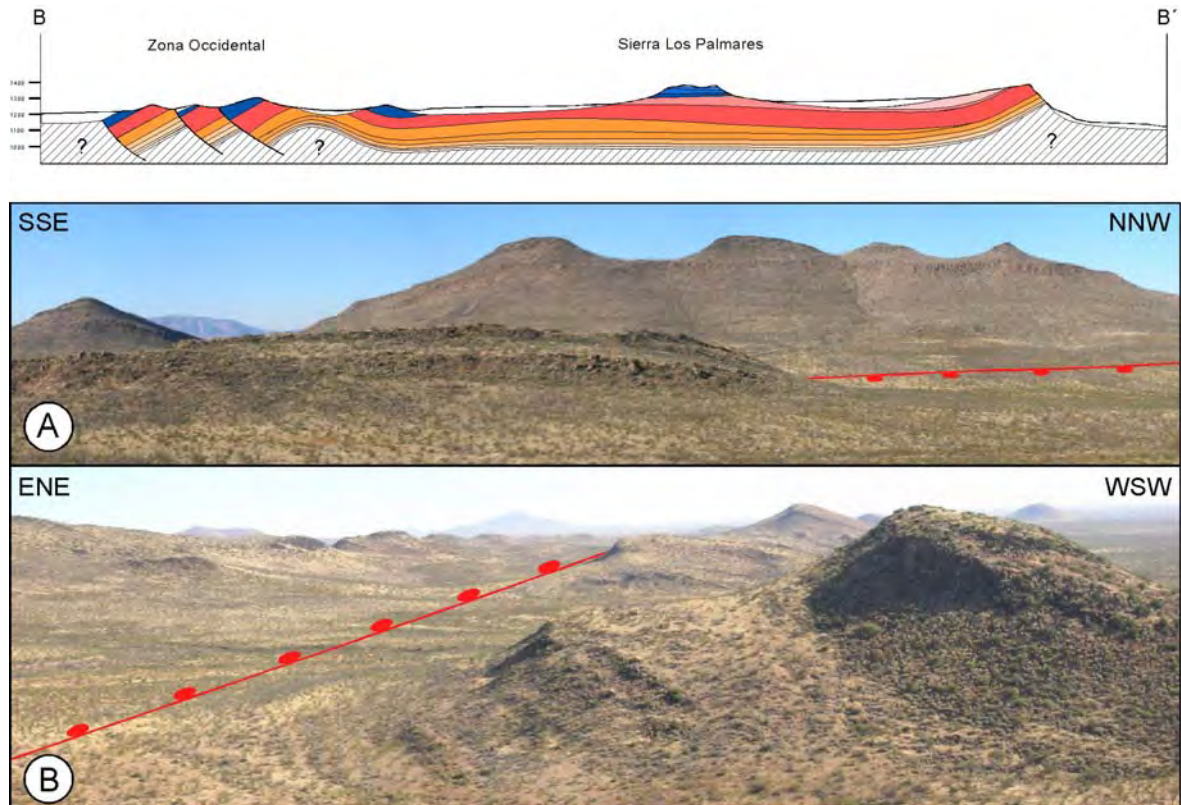 B
B´
Zona Occidental
Sierra Los Palmares
1400
1300
1200
1100
1000
?
?
?
SSE
NNW
A
ENE
WSW
B